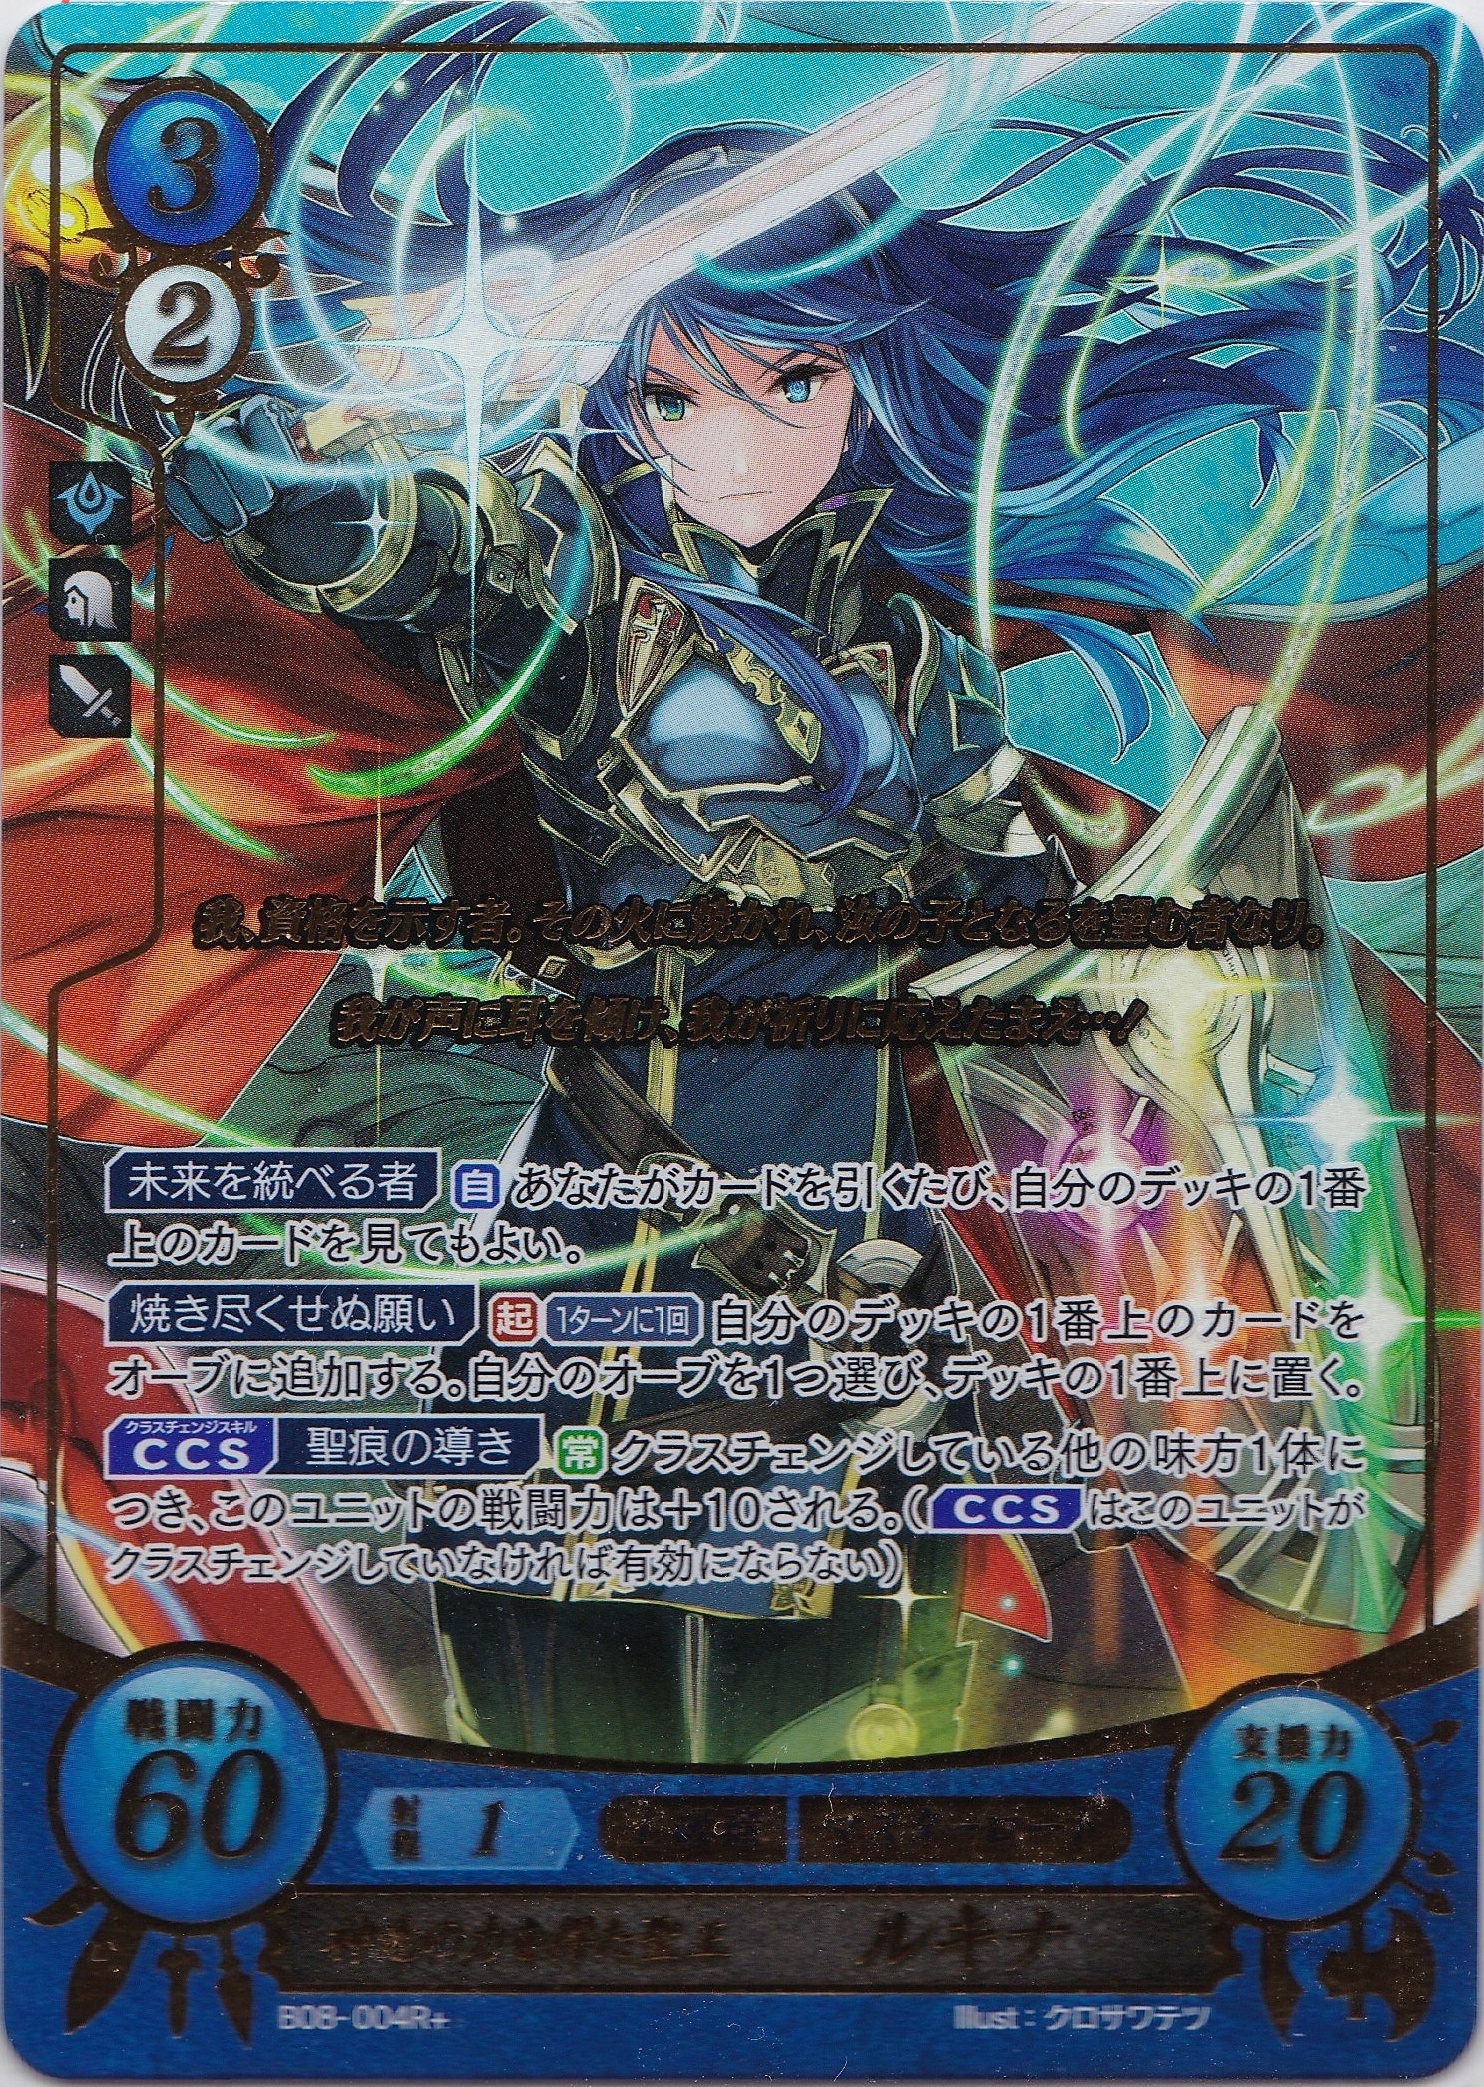 3
2
我、資格を示す者。その火に焼かれ、汝の子となるを望む者なり。
我が声に耳を傾け、我が祈りに応えたまえ…！
未来を統べる者 自 あなたがカードを引くたび、自分のデッキの1番
上のカードを見てもよい。
焼き尽くせぬ願い 起 1ターンに1回 自分のデッキの1番上のカードを
オーブに追加する。自分のオーブを1つ選び、デッキの1番上に置く。
クラスチェンジスキル
CCS 聖痕の導き 常 クラスチェンジしている他の味方1体に
つき、このユニットの戦闘力は＋10される。（CCSはこのユニットが
クラスチェンジしていなければ有効にならない）
戦闘力
60
射程 1
支援力
20
ルキナ
B08-004R+
Illust：クロサワテツ